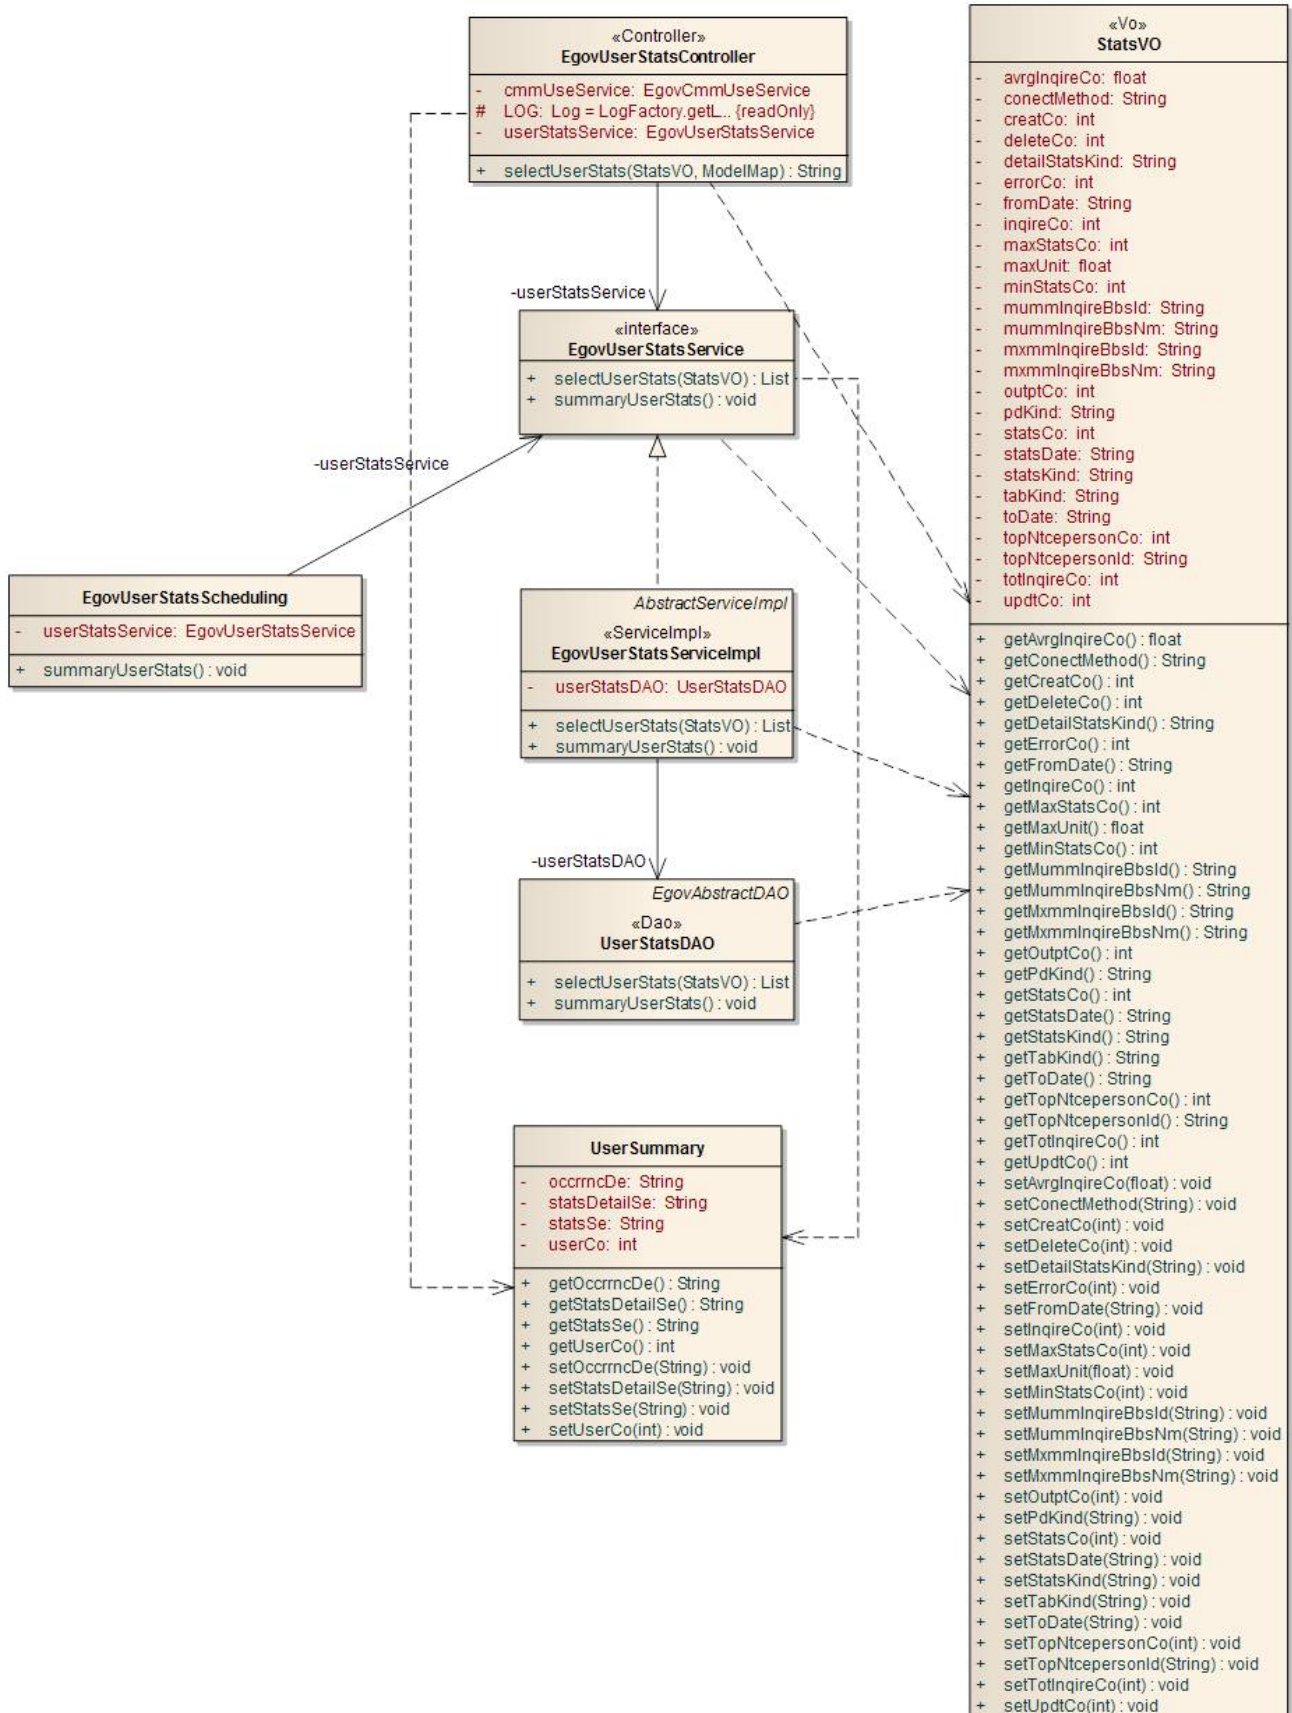 «Controller»
EgovUserStatsController
- cmmUseService: EgovCmmUseService
# LOG: Log = LogFactory.getL.. {readOnly}
- userStatsService: EgovUserStatsService
+ selectUserStats(StatsVO, ModelMap) : String
-userStatsService
«interface»
EgovUserStatsService
+ selectUserStats(StatsVO) : List
+ summaryUserStats() : void
-userStatsService
EgovUserStatsScheduling
- userStatsService: EgovUserStatsService
+ summaryUserStats() : void
AbstractServiceImpl
«ServiceImpl»
EgovUserStatsServiceImpl
- userStatsDAO: UserStatsDAO
+ selectUserStats(StatsVO) : List
+ summaryUserStats() : void
-userStatsDAO
EgovAbstractDAO
«Dao»
UserStatsDAO
+ selectUserStats(StatsVO) : List
+ summaryUserStats() : void
UserSummary
- occrrncDe: String
- statsDetailSe: String
- statsSe: String
- userCo: int
+ getOccrrncDe() : String
+ getStatsDetailSe() : String
+ getStatsSe() : String
+ getUserCo() : int
+ setOccrrncDe(String) : void
+ setStatsDetailSe(String) : void
+ setStatsSe(String) : void
+ setUserCo(int) : void
«Vo»
StatsVO
- avrgInqireCo: float
- conectMethod: String
- creatCo: int
- deleteCo: int
- detailStatsKind: String
- errorCo: int
- fromDate: String
- inqireCo: int
- maxStatsCo: int
- maxUnit: float
- minStatsCo: int
- mummInqireBbsId: String
- mummInqireBbsNm: String
- mxmmInqireBbsId: String
- mxmmInqireBbsNm: String
- outptCo: int
- pdKind: String
- statsCo: int
- statsDate: String
- statsKind: String
- tabKind: String
- toDate: String
- topNtcepersonCo: int
- topNtcepersonId: String
- totInqireCo: int
- updtCo: int
+ getAvrgInqireCo() : float
+ getConectMethod() : String
+ getCreatCo() : int
+ getDeleteCo() : int
+ getDetailStatsKind() : String
+ getErrorCo() : int
+ getFromDate() : String
+ getInqireCo() : int
+ getMaxStatsCo() : int
+ getMaxUnit() : float
+ getMinStatsCo() : int
+ getMummInqireBbsId() : String
+ getMummInqireBbsNm() : String
+ getMxmmInqireBbsId() : String
+ getMxmmInqireBbsNm() : String
+ getOutptCo() : int
+ getPdKind() : String
+ getStatsCo() : int
+ getStatsDate() : String
+ getStatsKind() : String
+ getTabKind() : String
+ getToDate() : String
+ getTopNtcepersonCo() : int
+ getTopNtcepersonId() : String
+ getTotInqireCo() : int
+ getUpdtCo() : int
+ setAvrgInqireCo(float) : void
+ setConectMethod(String) : void
+ setCreatCo(int) : void
+ setDeleteCo(int) : void
+ setDetailStatsKind(String) : void
+ setErrorCo(int) : void
+ setFromDate(String) : void
+ setInqireCo(int) : void
+ setMaxStatsCo(int) : void
+ setMaxUnit(float) : void
+ setMinStatsCo(int) : void
+ setMummInqireBbsId(String) : void
+ setMummInqireBbsNm(String) : void
+ setMxmmInqireBbsId(String) : void
+ setMxmmInqireBbsNm(String) : void
+ setOutptCo(int) : void
+ setPdKind(String) : void
+ setStatsCo(int) : void
+ setStatsDate(String) : void
+ setStatsKind(String) : void
+ setTabKind(String) : void
+ setToDate(String) : void
+ setTopNtcepersonCo(int) : void
+ setTopNtcepersonId(String) : void
+ setTotInqireCo(int) : void
+ setUpdtCo(int) : void